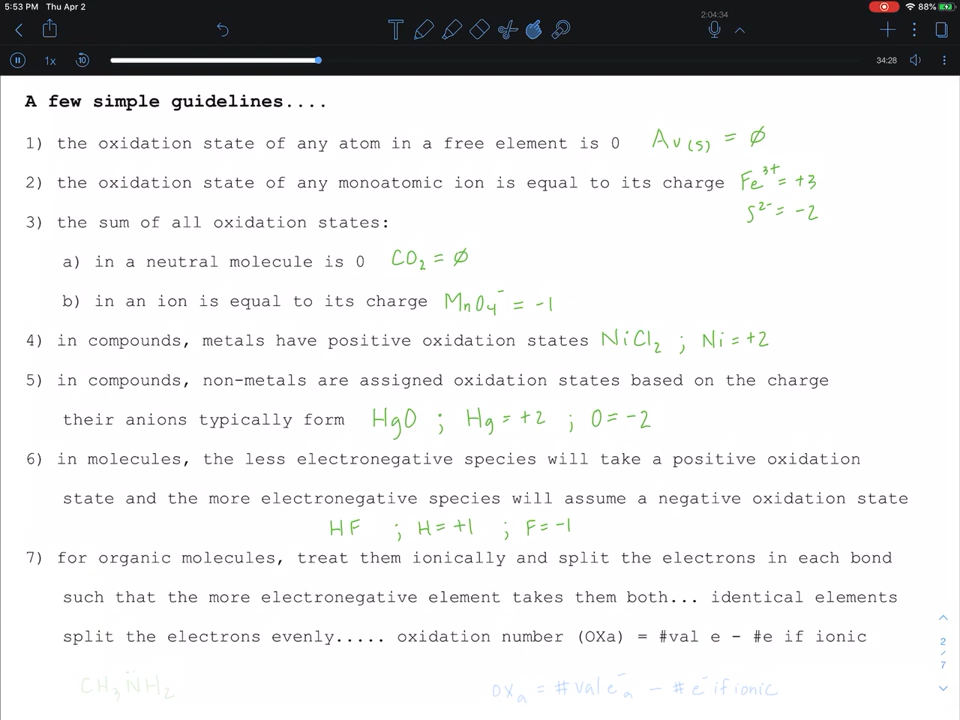 5:53 PM Thu Apr 2 88%
2:04:34
1x 10 34:28
A few simple guidelines....
1) the oxidation state of any atom in a free element is 0 Au(s) = ∅
2) the oxidation state of any monoatomic ion is equal to its charge Fe³⁺ = +3
S²⁻ = -2
3) the sum of all oxidation states:
a) in a neutral molecule is 0 CO₂ = ∅
b) in an ion is equal to its charge MnO₄⁻ = -1
4) in compounds, metals have positive oxidation states NiCl₂ ; Ni = +2
5) in compounds, non-metals are assigned oxidation states based on the charge
their anions typically form HgO ; Hg = +2 ; O = -2
6) in molecules, the less electronegative species will take a positive oxidation
state and the more electronegative species will assume a negative oxidation state
HF ; H = +1 ; F = -1
7) for organic molecules, treat them ionically and split the electrons in each bond
such that the more electronegative element takes them both... identical elements
split the electrons evenly..... oxidation number (OXa) = #val e - #e if ionic
2
/
7
CH₃N̈H₂ OXₐ = # val e⁻ₐ - # e⁻ if ionic